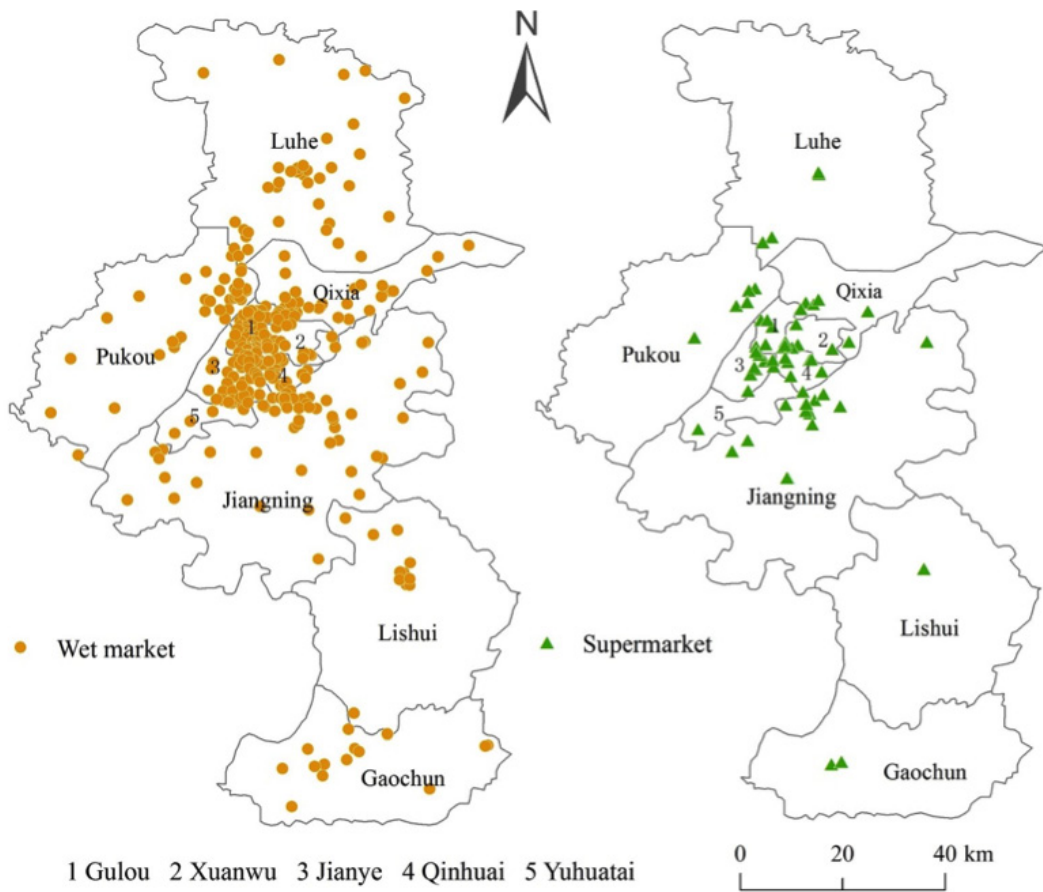 N
Luhe
Luhe
Qixia
Qixia
1
1
2
2
Pukou
Pukou
3
3
4
4
5
5
Jiangning
Jiangning
Wet market
Lishui
Supermarket
Lishui
Gaochun
Gaochun
1 Gulou 2 Xuanwu 3 Jianye 4 Qinhuai 5 Yuhuatai
0 20 40 km